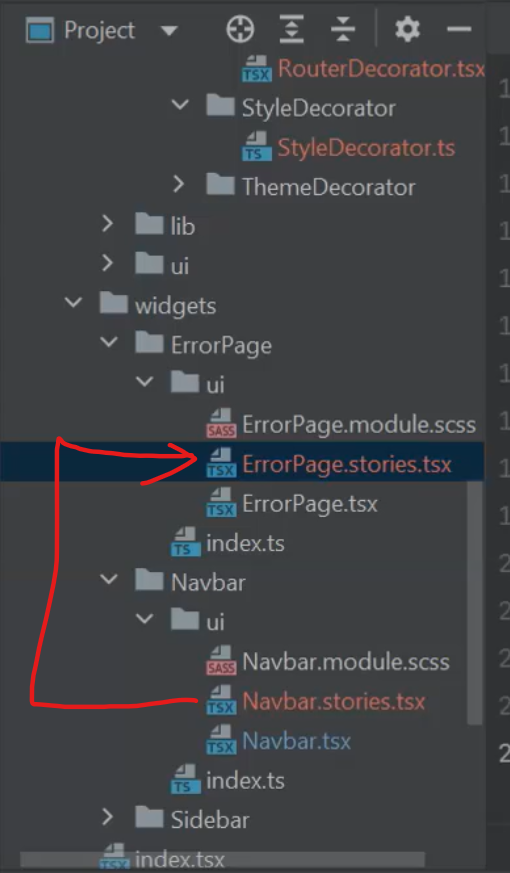 Project
TSX RouterDecorator.tsx
StyleDecorator
TS StyleDecorator.ts
ThemeDecorator
lib
ui
widgets
ErrorPage
ui
SASS ErrorPage.module.scss
TSX ErrorPage.stories.tsx
TSX ErrorPage.tsx
TS index.ts
Navbar
ui
SASS Navbar.module.scss
TSX Navbar.stories.tsx
TSX Navbar.tsx
TS index.ts
Sidebar
TSX index.tsx